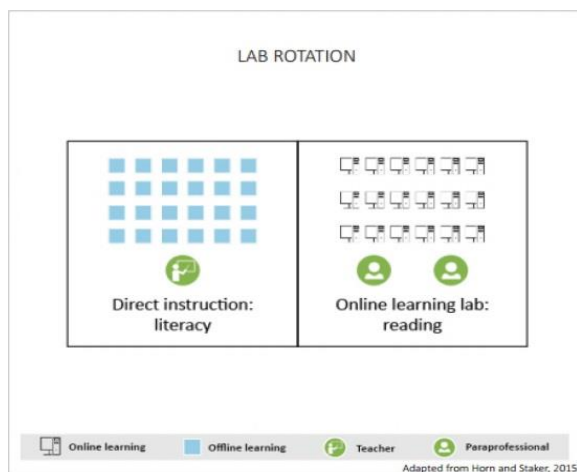 LAB ROTATION
Direct instruction:
literacy
Online learning lab:
reading
Online learning
Offline learning
Teacher
Paraprofessional
Adapted from Horn and Staker, 2015